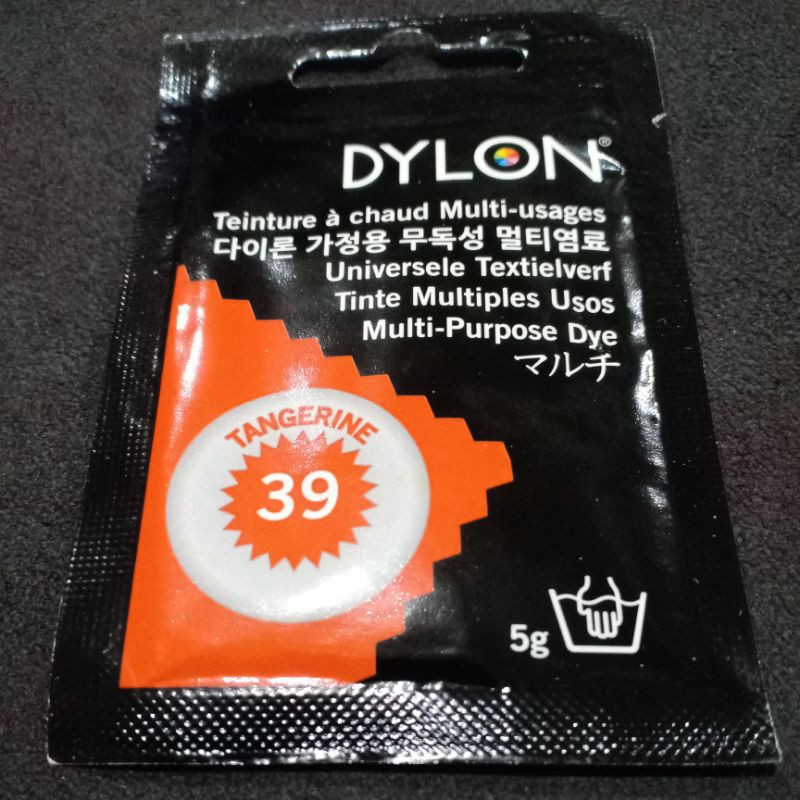 DYLON®
Teinture à chaud Multi-usages
다이론 가정용 무독성 멀티염료
Universele Textielverf
Tinte Multiples Usos
Multi-Purpose Dye
マルチ
TANGERINE
39
5g